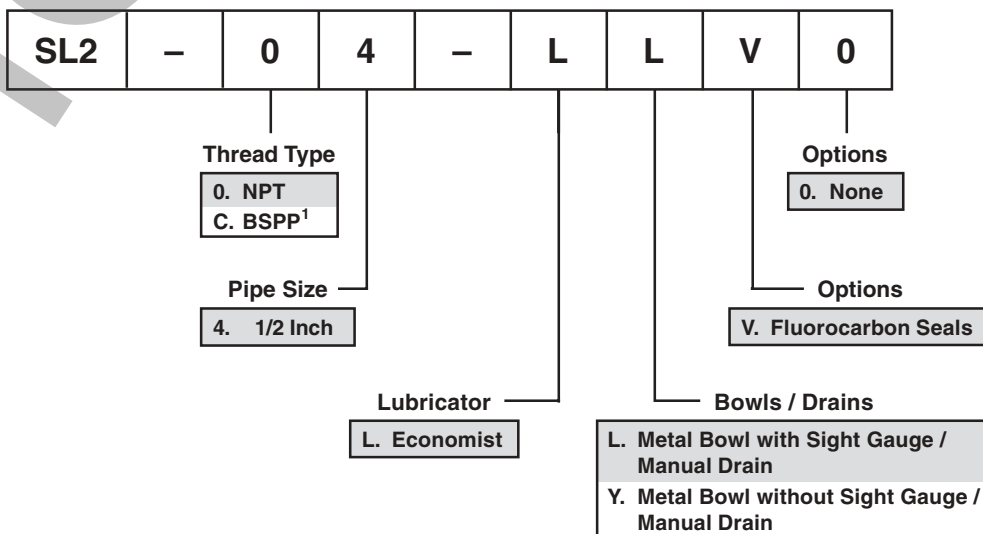 SL2 – 0 4 – L L V 0
Thread Type
0. NPT
C. BSPP¹
Options
0. None
Pipe Size
4. 1/2 Inch
Options
V. Fluorocarbon Seals
Lubricator
L. Economist
Bowls / Drains
L. Metal Bowl with Sight Gauge /
Manual Drain
Y. Metal Bowl without Sight Gauge /
Manual Drain